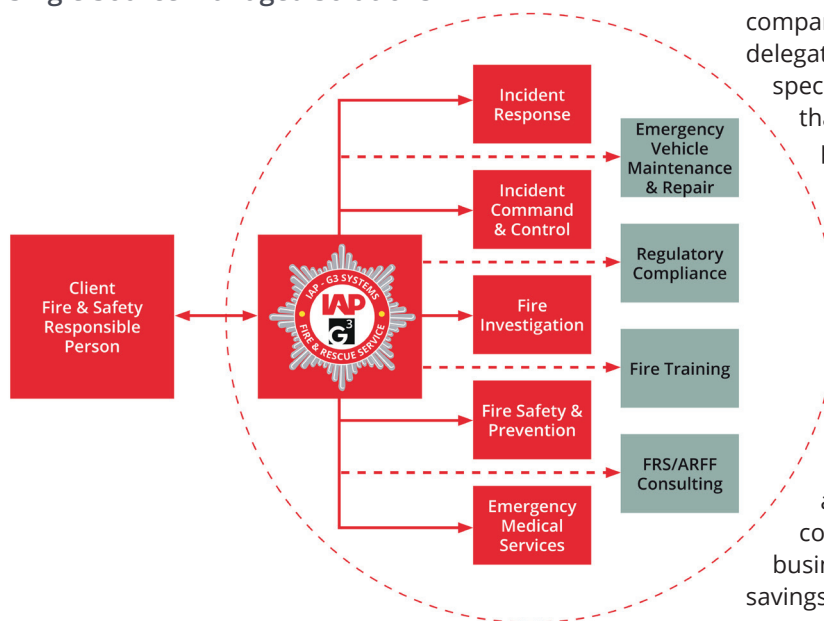 compar
delegat
spec
tha
Incident
Response
Emergency
Vehicle
Maintenance
& Repair
Incident
Command
& Control
Regulatory
Compliance
Client
Fire & Safety
Responsible
Person
IAP - G3 SYSTEMS
IAP
G3
FIRE & RESCUE SERVICE
Fire
Investigation
Fire Training
Fire Safety &
Prevention
FRS/ARFF
Consulting
Emergency
Medical
Services
co
busin
savings